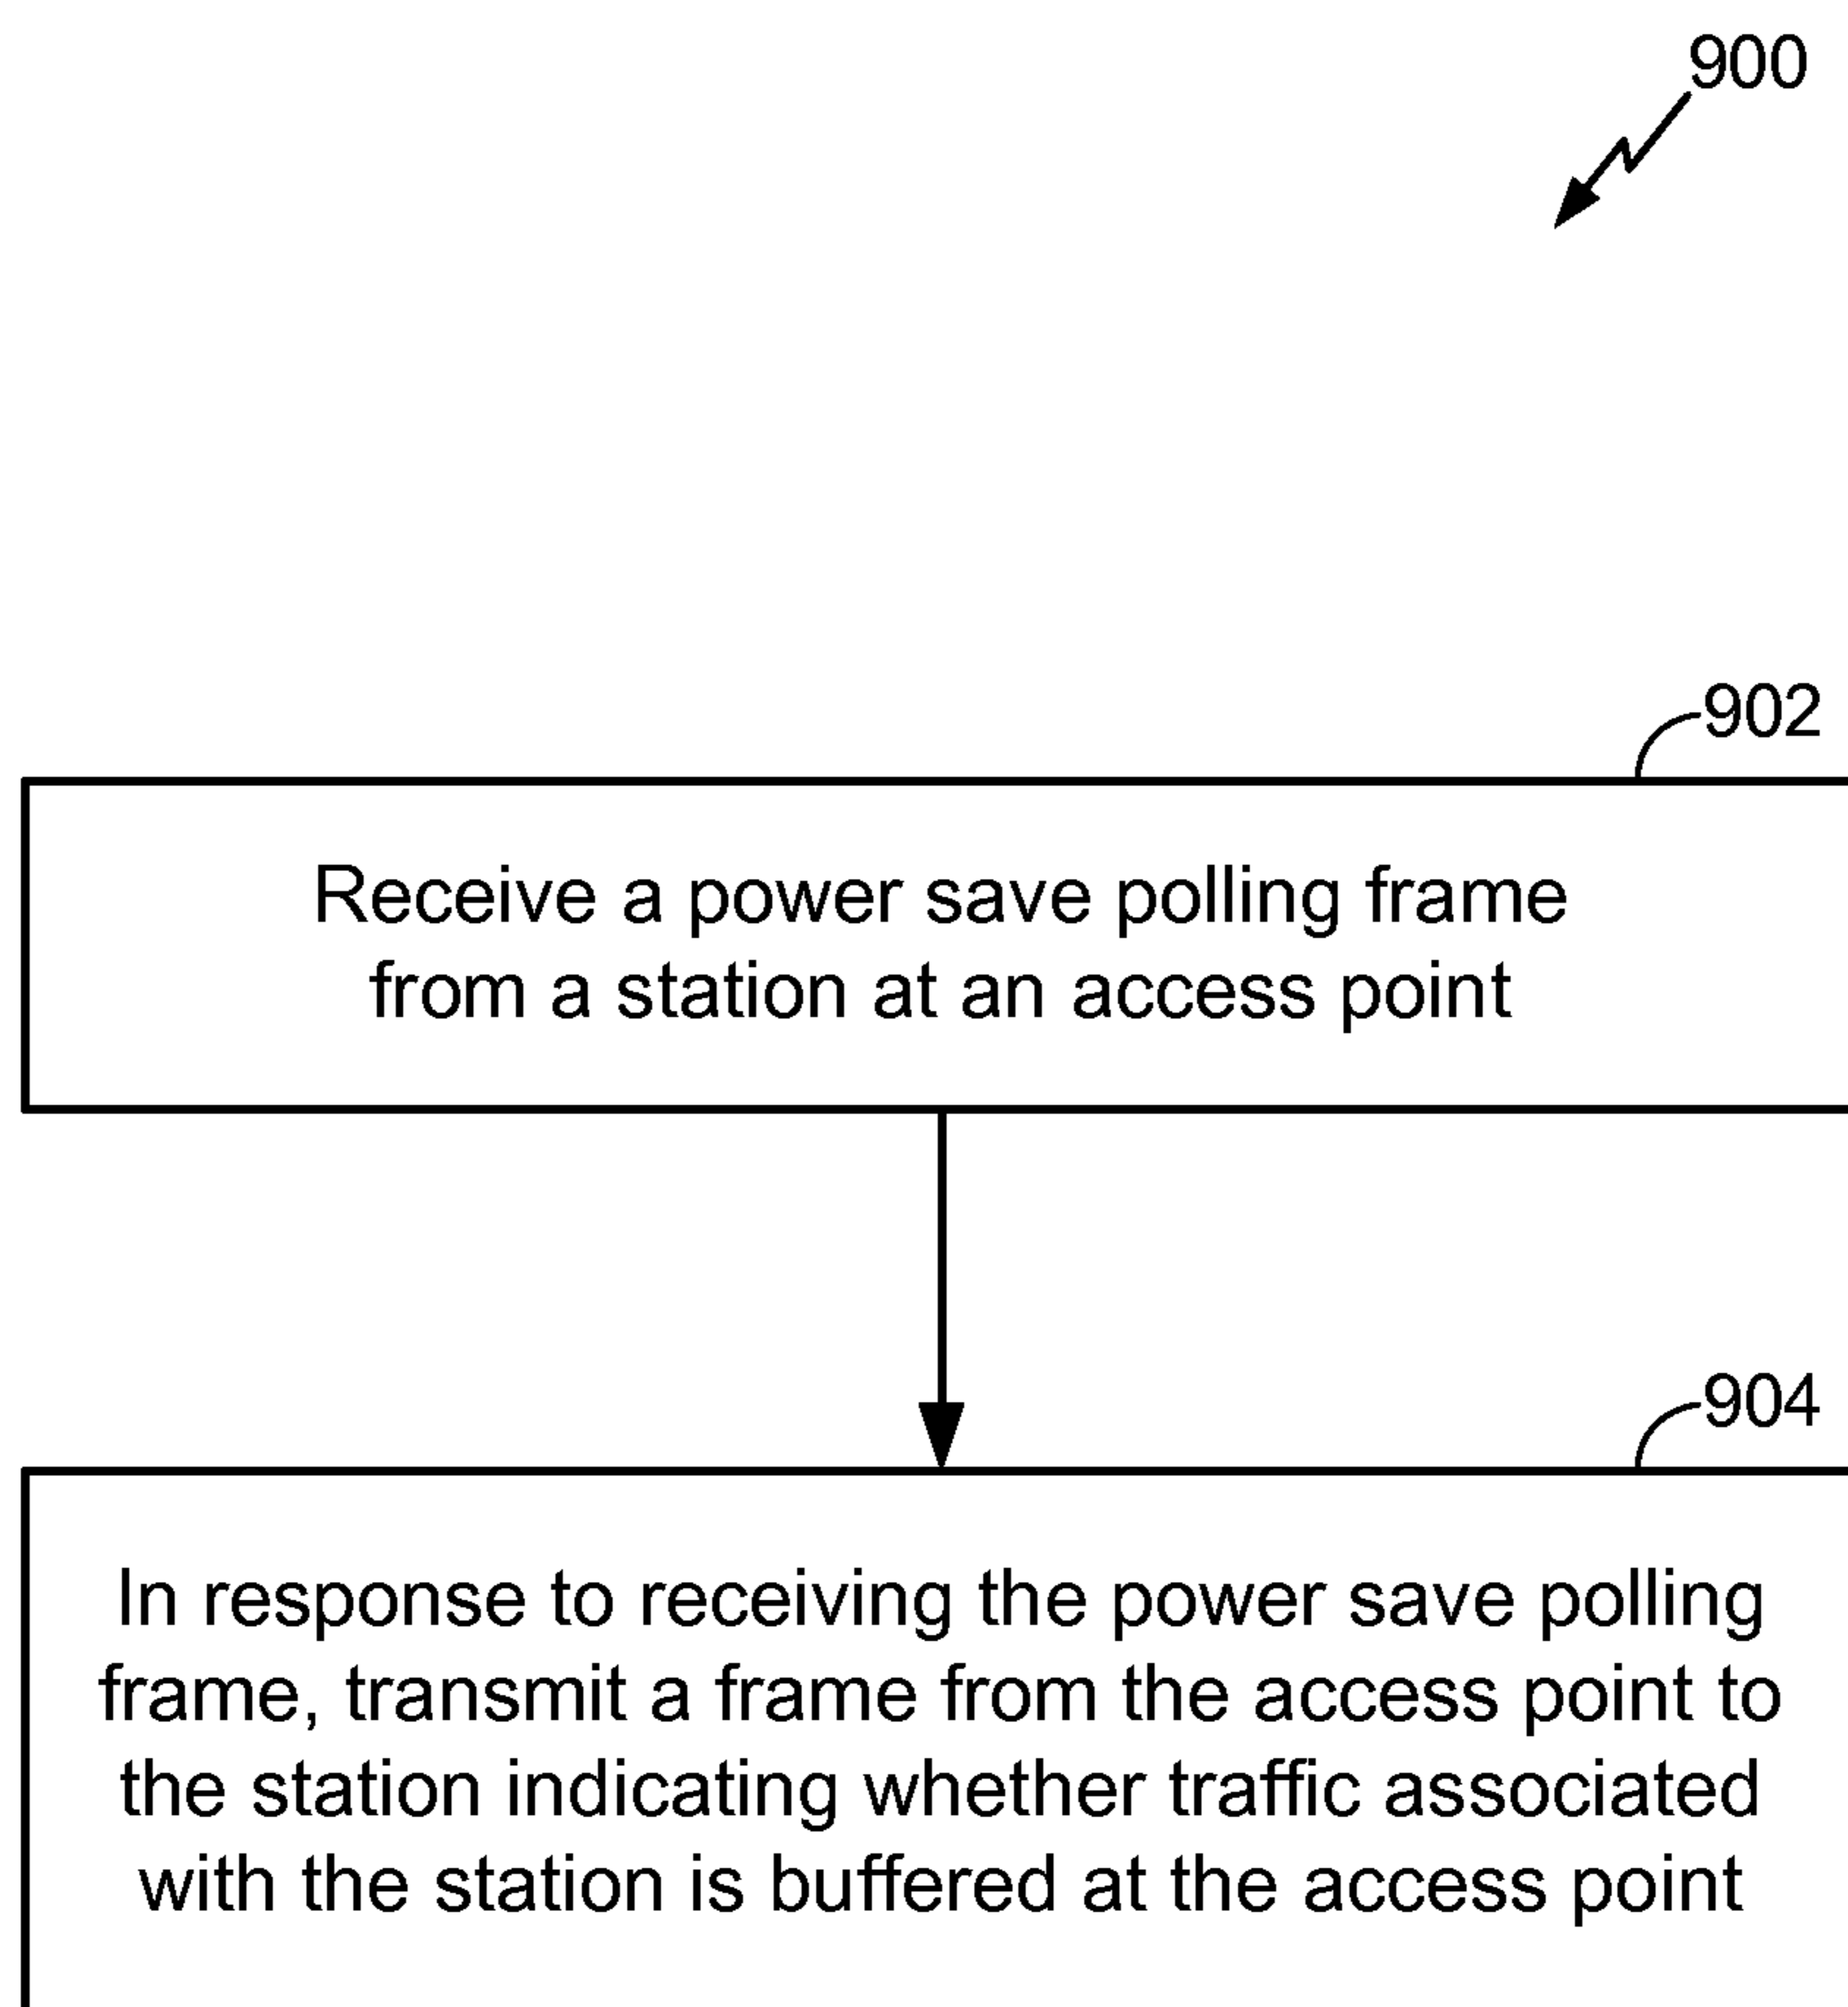 900
902
Receive a power save polling frame
from a station at an access point
904
In response to receiving the power save polling
frame, transmit a frame from the access point to
the station indicating whether traffic associated
with the station is buffered at the access point